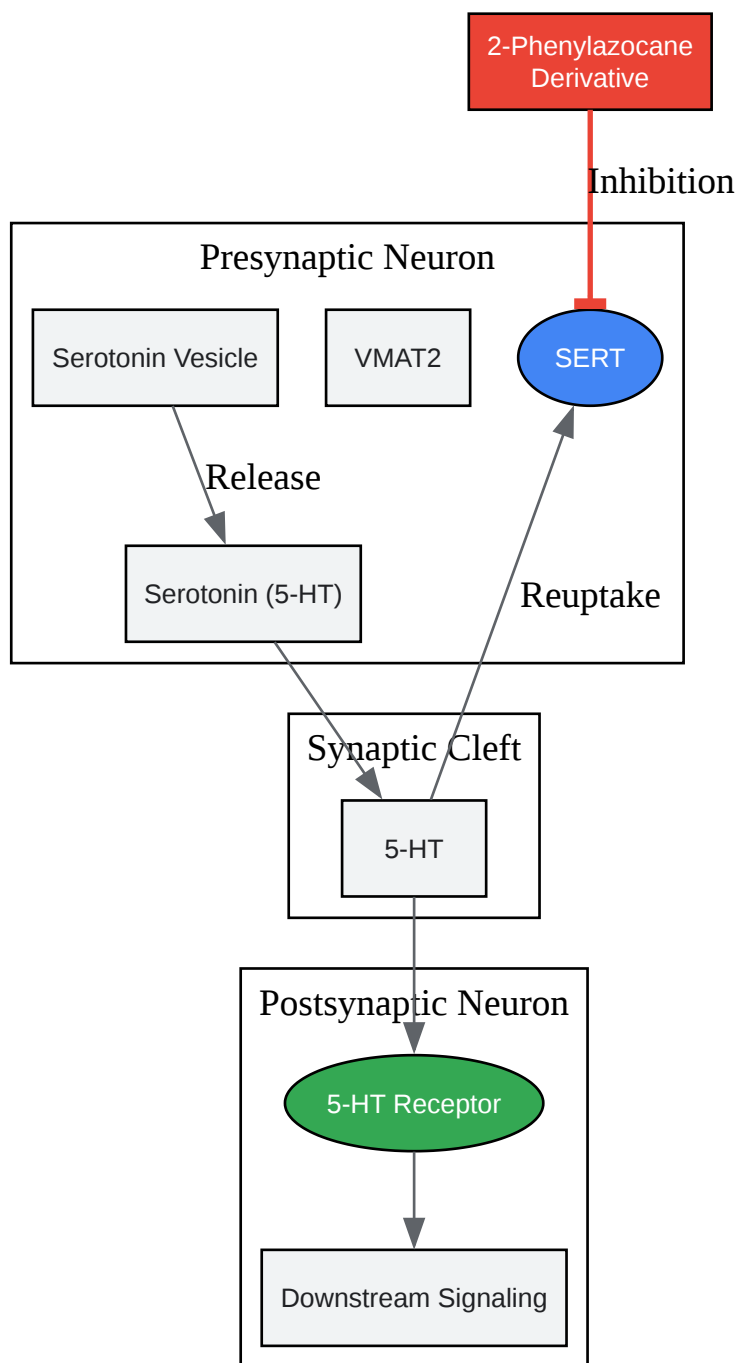 2-Phenylazocane
Derivative
Inhibition
Presynaptic Neuron
Serotonin Vesicle
VMAT2
SERT
Release
Serotonin (5-HT)
Reuptake
Synaptic Cleft
5-HT
Postsynaptic Neuron
5-HT Receptor
Downstream Signaling